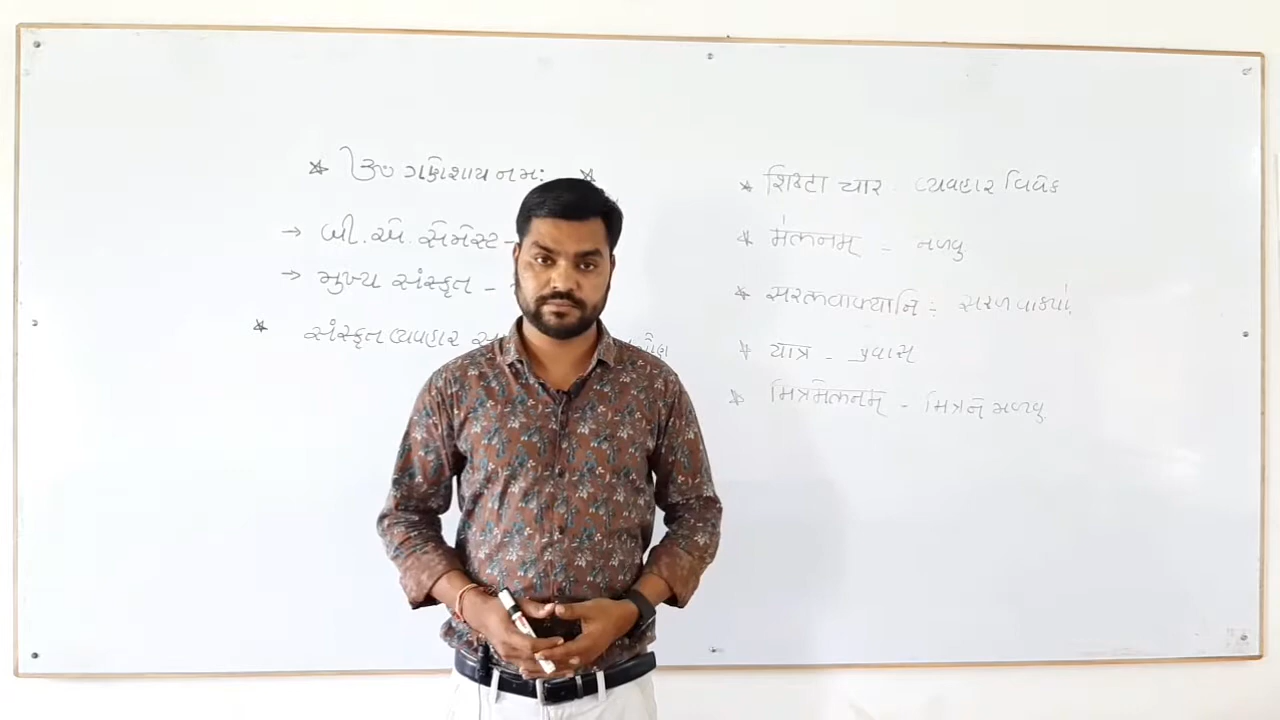 ૐ ગણેશાય નમઃ
→ બી.એ. સેમેસ્ટ-
→ મુખ્ય સંસ્કૃત -
* સંસ્કૃત વ્યવહાર
* શિષ્ટા ચાર - વ્યવહાર વિવેક
* मेलनम् - મળવુ
* सरलवाक्यानि - સરળ વાક્યો
* यात्र - પ્રવાસ
* मित्रमेलनम् - મિત્રને મળવુ